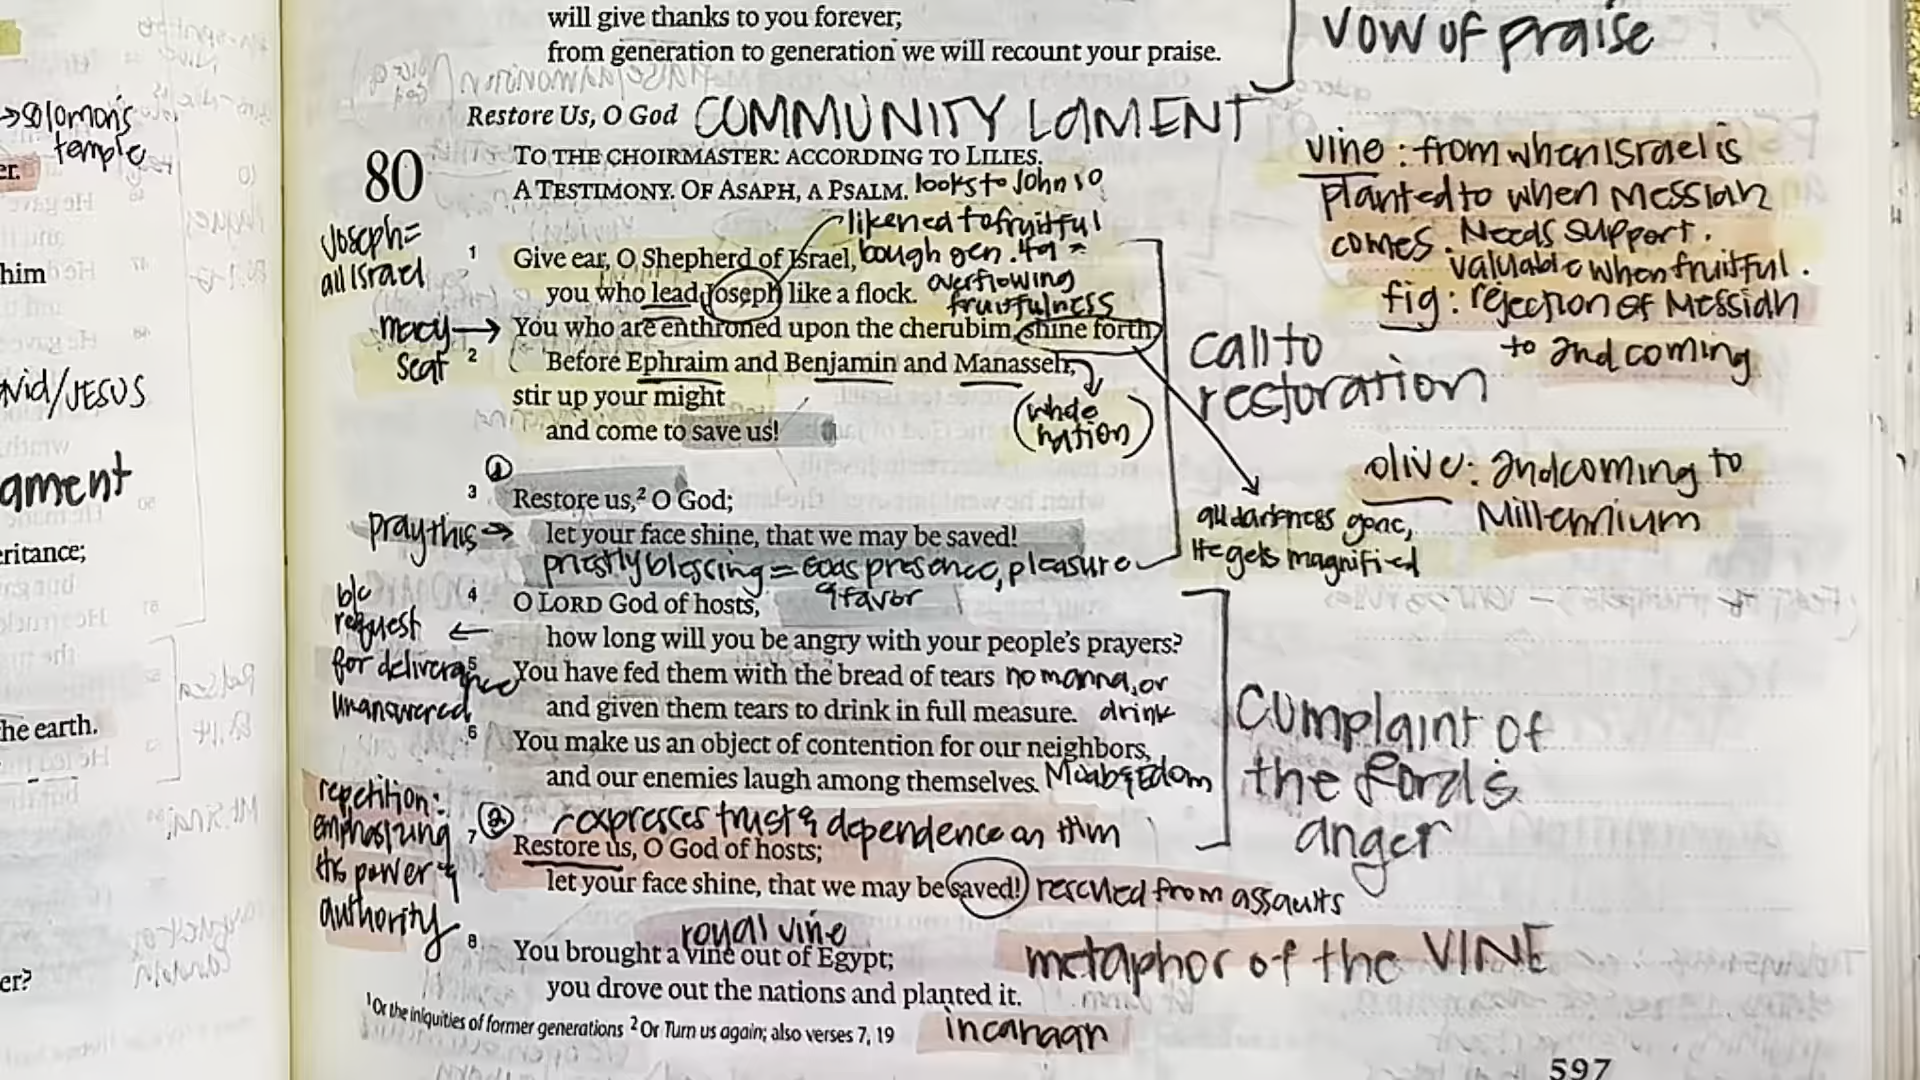 will give thanks to you forever;
from generation to generation we will recount your praise.
VOW OF praise
Restore Us, O God COMMUNITY LAMENT
80
TO THE CHOIRMASTER: ACCORDING TO LILIES.
A TESTIMONY. OF ASAPH, A PSALM. looks to John 10
likened to fruitful
bough gen. 49 =
overflowing
fruitfulness
Joseph=
all Israel
1 Give ear, O Shepherd of Israel,
you who lead Joseph like a flock.
mercy
seat
You who are enthroned upon the cherubim, shine forth.
2 Before Ephraim and Benjamin and Manasseh,
stir up your might
and come to save us!
(whole
nation)
call to
restoration
all darkness gone,
He gets magnified
vine: from when Israel is
planted to when Messiah
comes. Needs support.
valuable when fruitful.
fig: rejection of Messiah
to 2nd coming
olive: 2nd coming to
Millennium
1
3 Restore us,2 O God;
pray this
let your face shine, that we may be saved!
priestly blessing = Gods presence, pleasure
& favor
4 O LORD God of hosts,
how long will you be angry with your people's prayers?
b/c
request
for deliverance
unanswered
5 You have fed them with the bread of tears no manna, or
and given them tears to drink in full measure. drink
6 You make us an object of contention for our neighbors,
and our enemies laugh among themselves. Moab & Edom
complaint of
the Lord's
anger
repetition:
emphasizing
His power &
authority
2 expresses trust & dependence on Him
7 Restore us, O God of hosts;
let your face shine, that we may be saved! rescued from assaults
royal vine
8 You brought a vine out of Egypt;
you drove out the nations and planted it.
metaphor of the VINE
in canaan
1Or the iniquities of former generations 2Or Turn us again; also verses 7, 19
597
solomon's
temple
er.
him
vid/JESUS
ament
eritance;
he earth.
er?